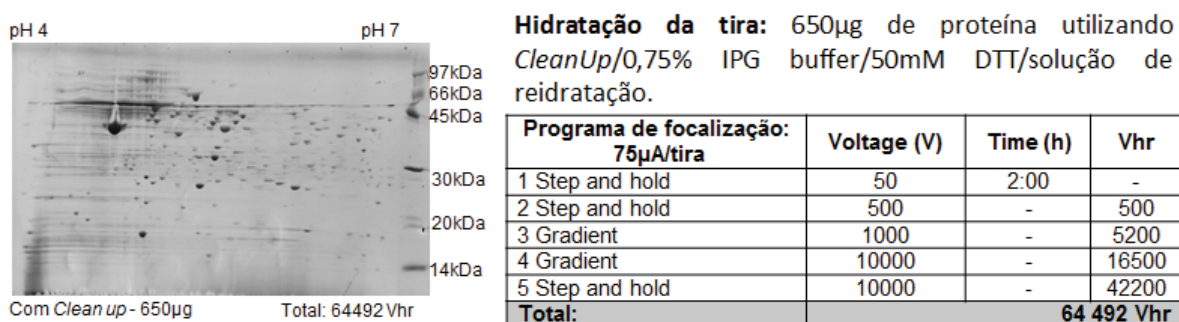 pH 4 pH 7
97kDa
66kDa
45kDa
30kDa
20kDa
14kDa
Com Clean up - 650µg Total: 64492 Vhr
Hidratação da tira: 650µg de proteína utilizando
CleanUp/0,75% IPG buffer/50mM DTT/solução de
reidratação.
Programa de focalização:
75µA/tira Voltage (V) Time (h) Vhr
1 Step and hold 50 2:00 -
2 Step and hold 500 - 500
3 Gradient 1000 - 5200
4 Gradient 10000 - 16500
5 Step and hold 10000 - 42200
Total: 64 492 Vhr